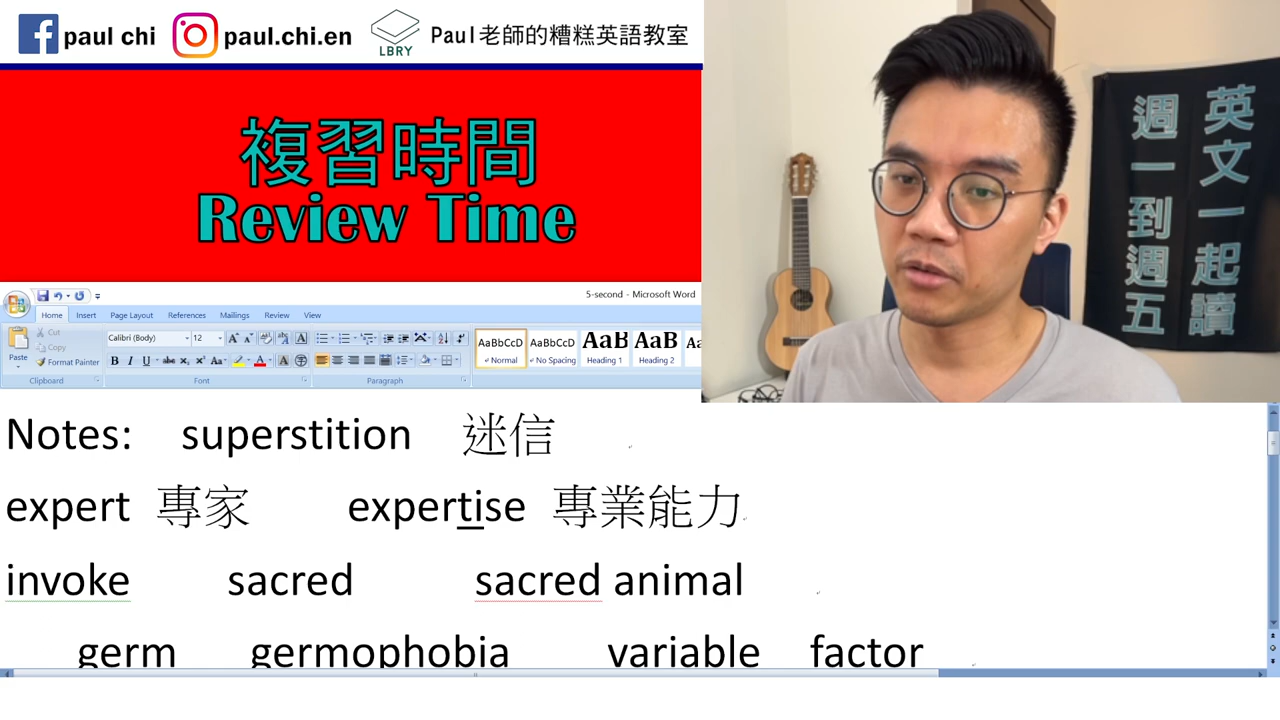 paul chi paul.chi.en LBRY Paul老師的糟糕英語教室
複習時間
Review Time
5-second - Microsoft Word
Home Insert Page Layout References Mailings Review View
Paste Cut Copy Format Painter
Calibri (Body) 12
AaBbCcD AaBbCcD AaB AaB
Normal No Spacing Heading 1 Heading 2
Clipboard Font Paragraph
英文一起讀
週一到週五
Notes: superstition 迷信
expert 專家 expertise 專業能力
invoke sacred sacred animal
germ germophobia variable factor